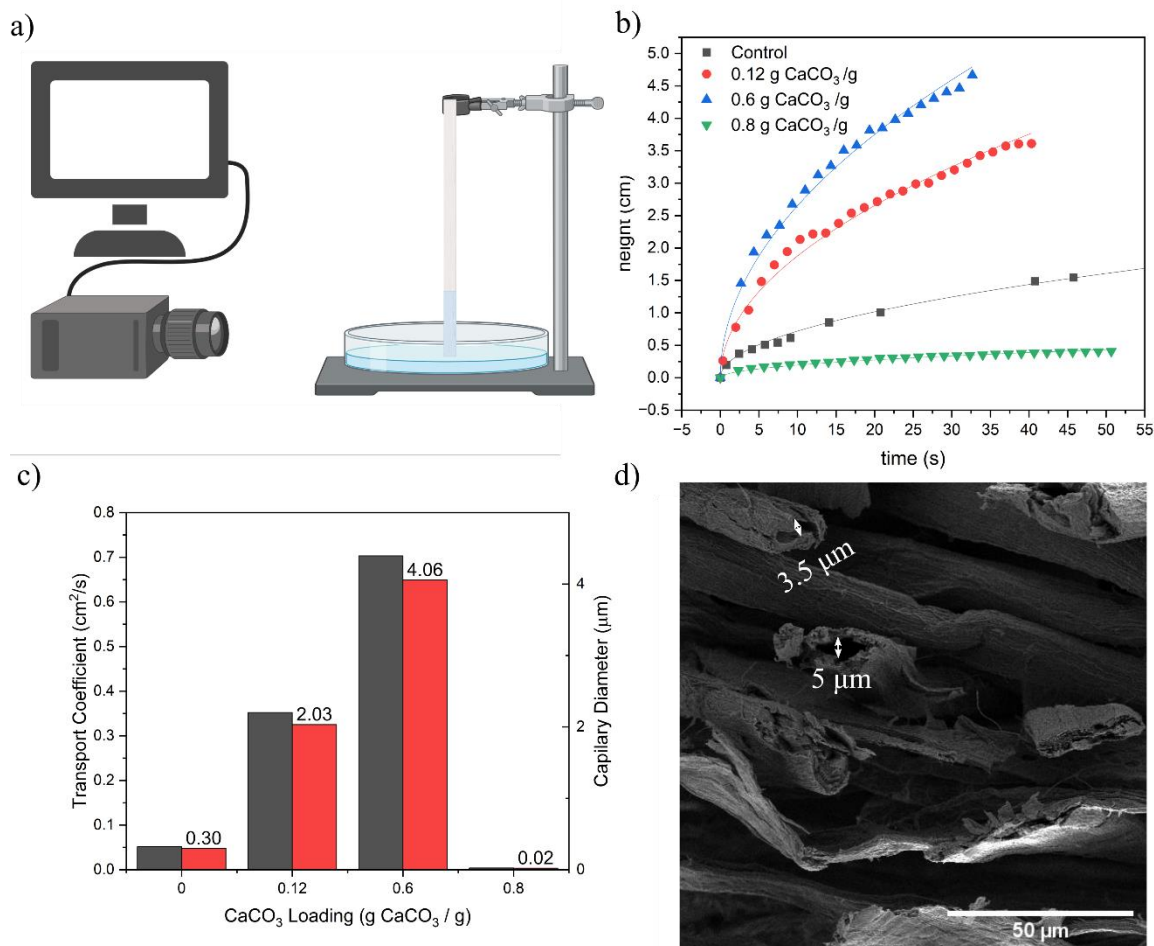 a)
b)
Control
0.12 g CaCO₃/g
0.6 g CaCO₃/g
0.8 g CaCO₃/g
neight (cm)
5.0
4.5
4.0
3.5
3.0
2.5
2.0
1.5
1.0
0.5
0.0
−0.5
−5 0 5 10 15 20 25 30 35 40 45 50 55
time (s)
c)
Transport Coefficient (cm²/s)
0.8
0.7
0.6
0.5
0.4
0.3
0.2
0.1
0.0
0.30
2.03
4.06
0.02
4
2
0
Capilary Diameter (μm)
0 0.12 0.6 0.8
CaCO₃ Loading (g CaCO₃ / g)
d)
3.5 μm
5 μm
50 μm